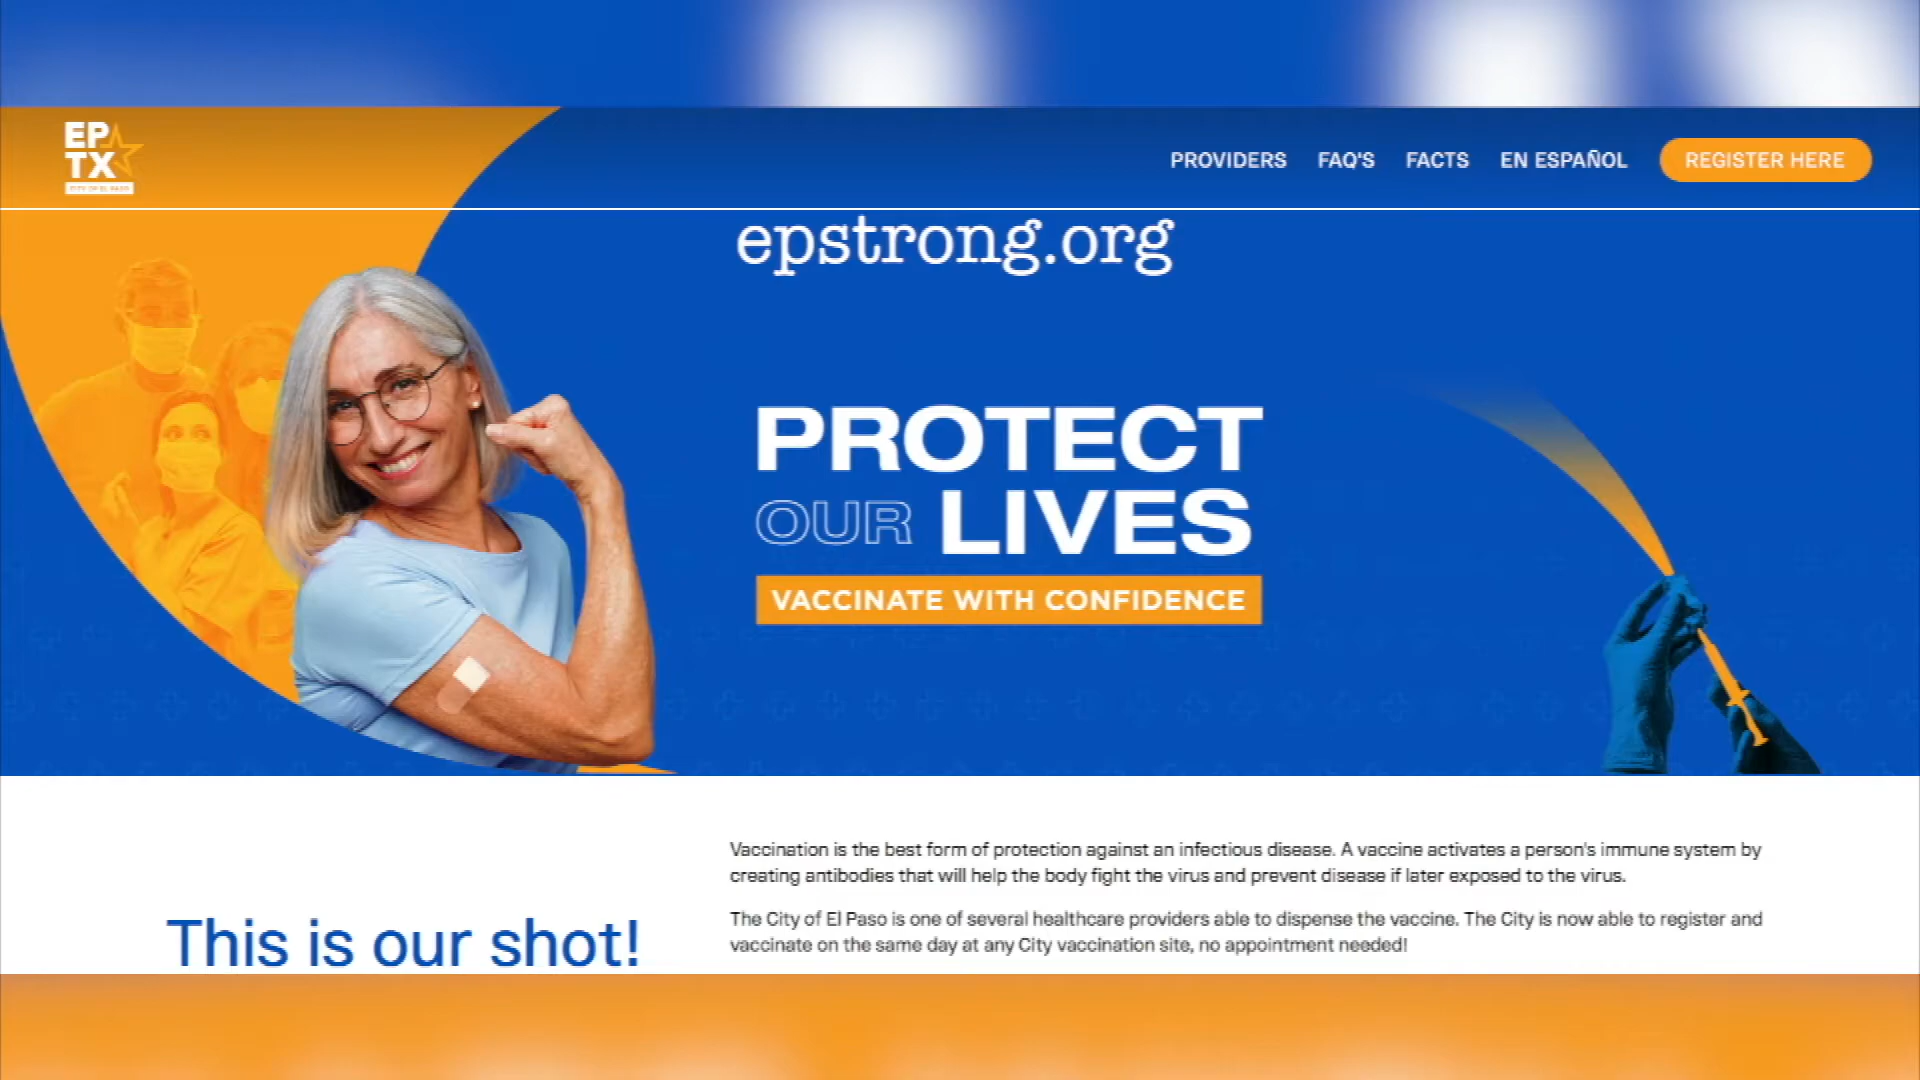 EP
TX
CITY OF EL PASO
PROVIDERS
FAQ'S
FACTS
EN ESPAÑOL
REGISTER HERE
epstrong.org
PROTECT
OUR LIVES
VACCINATE WITH CONFIDENCE
This is our shot!
Vaccination is the best form of protection against an infectious disease. A vaccine activates a person's immune system by
creating antibodies that will help the body fight the virus and prevent disease if later exposed to the virus.
The City of El Paso is one of several healthcare providers able to dispense the vaccine. The City is now able to register and
vaccinate on the same day at any City vaccination site, no appointment needed!